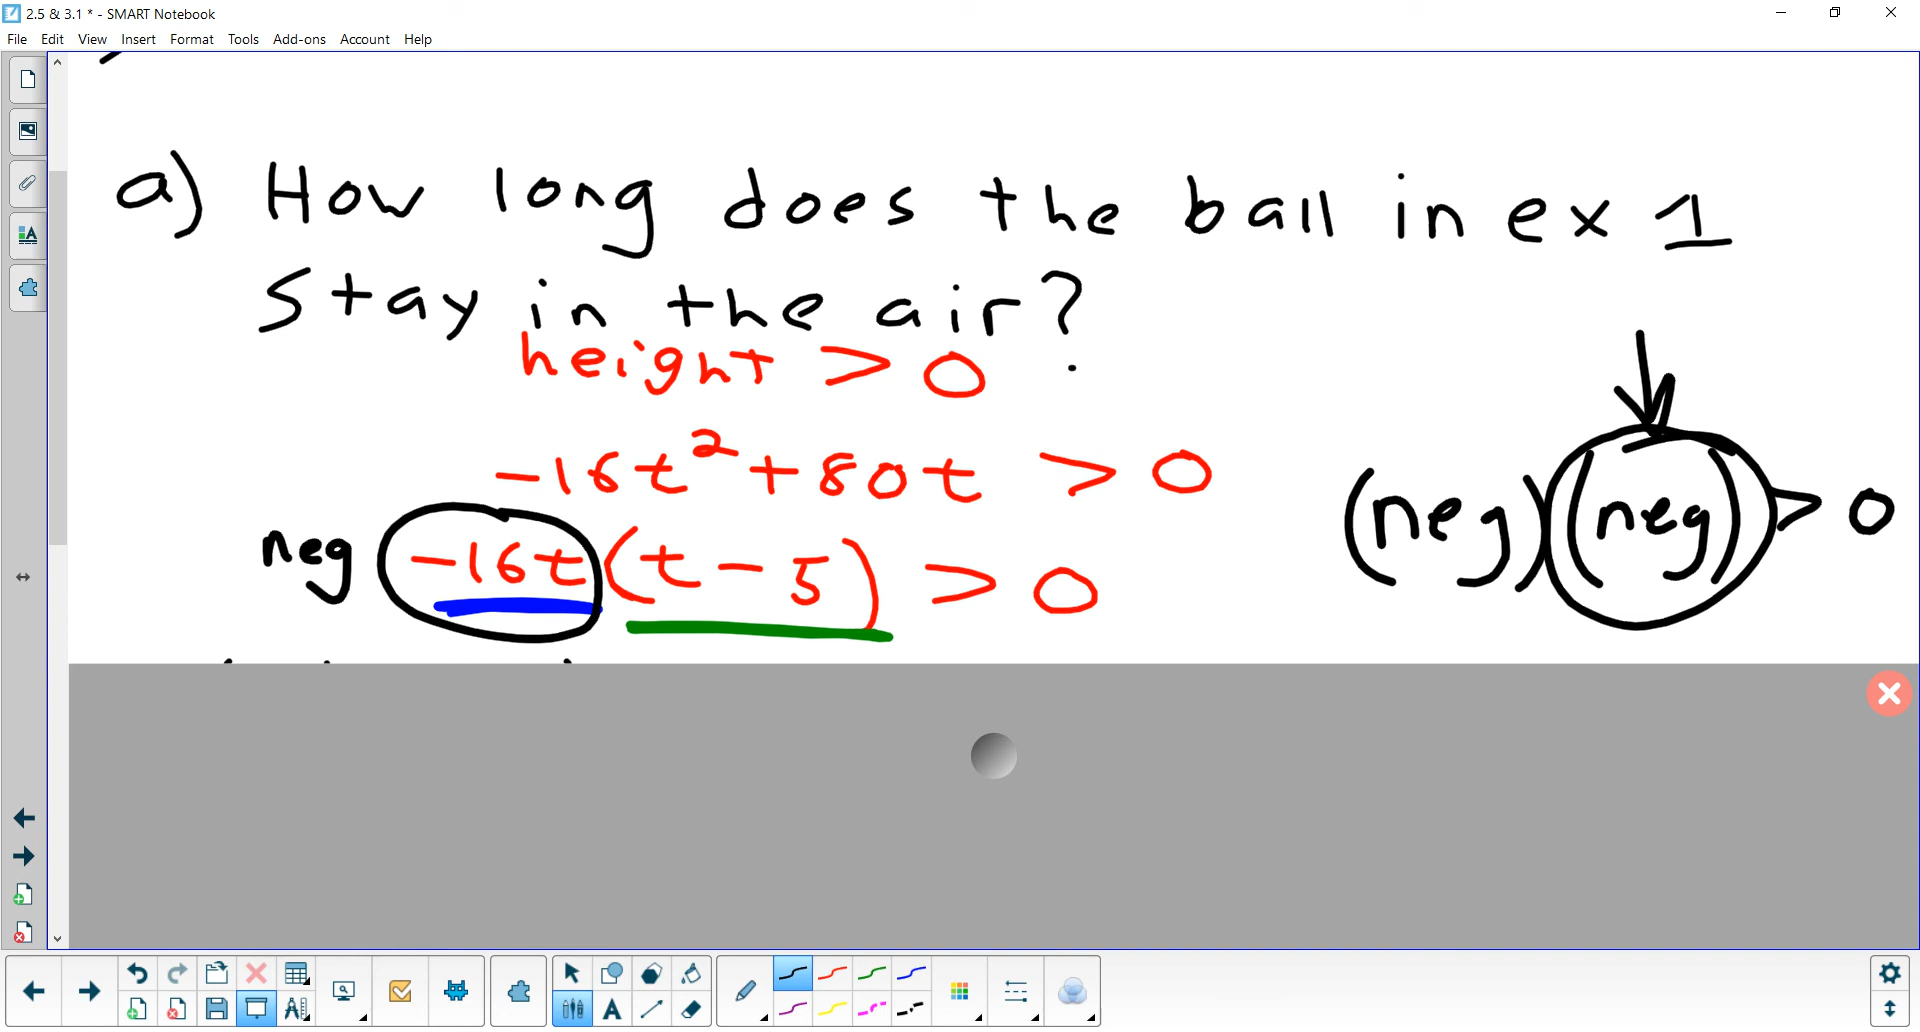 2.5 & 3.1 * - SMART Notebook
File Edit View Insert Format Tools Add-ons Account Help
a) How long does the ball in ex 1
stay in the air?
height > 0
-16t² + 80t > 0
neg -16t(t - 5) > 0
(neg)(neg) > 0